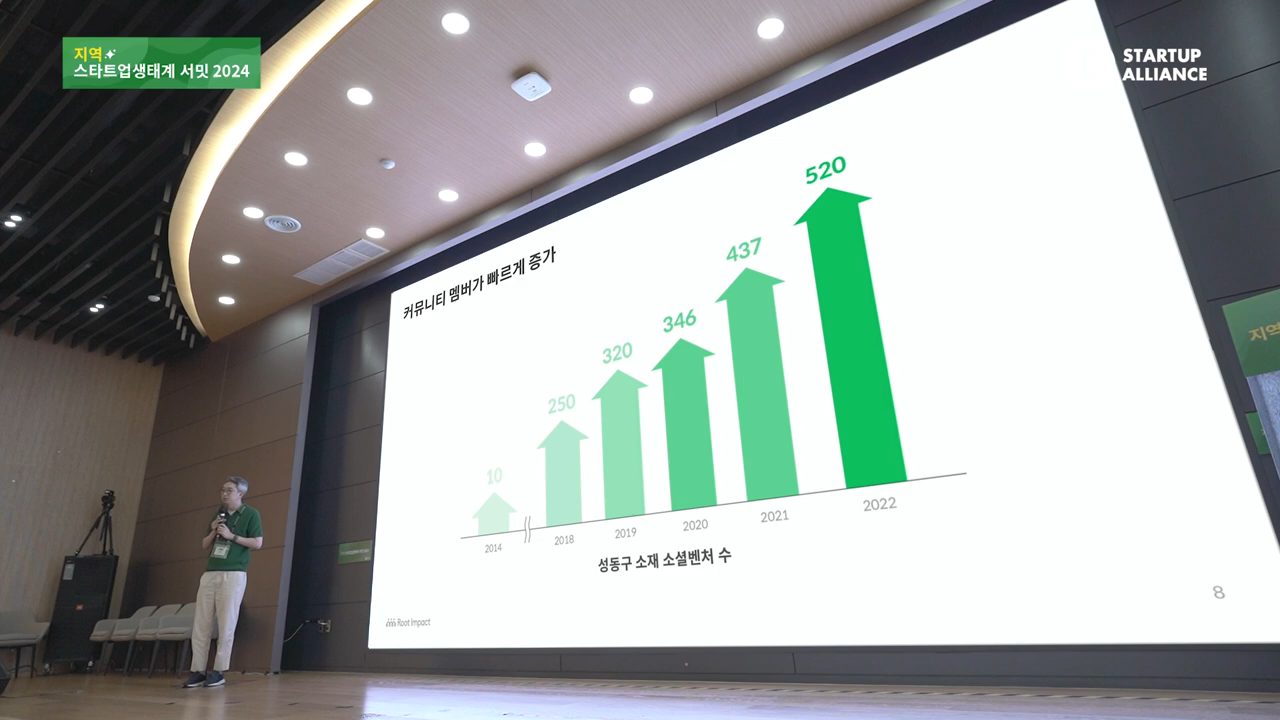 지역
스타트업생태계 서밋 2024
STARTUP
ALLIANCE
커뮤니티 멤버가 빠르게 증가
10
250
320
346
437
520
2014
2018
2019
2020
2021
2022
성동구 소재 소셜벤처 수
Root Impact
8
지역